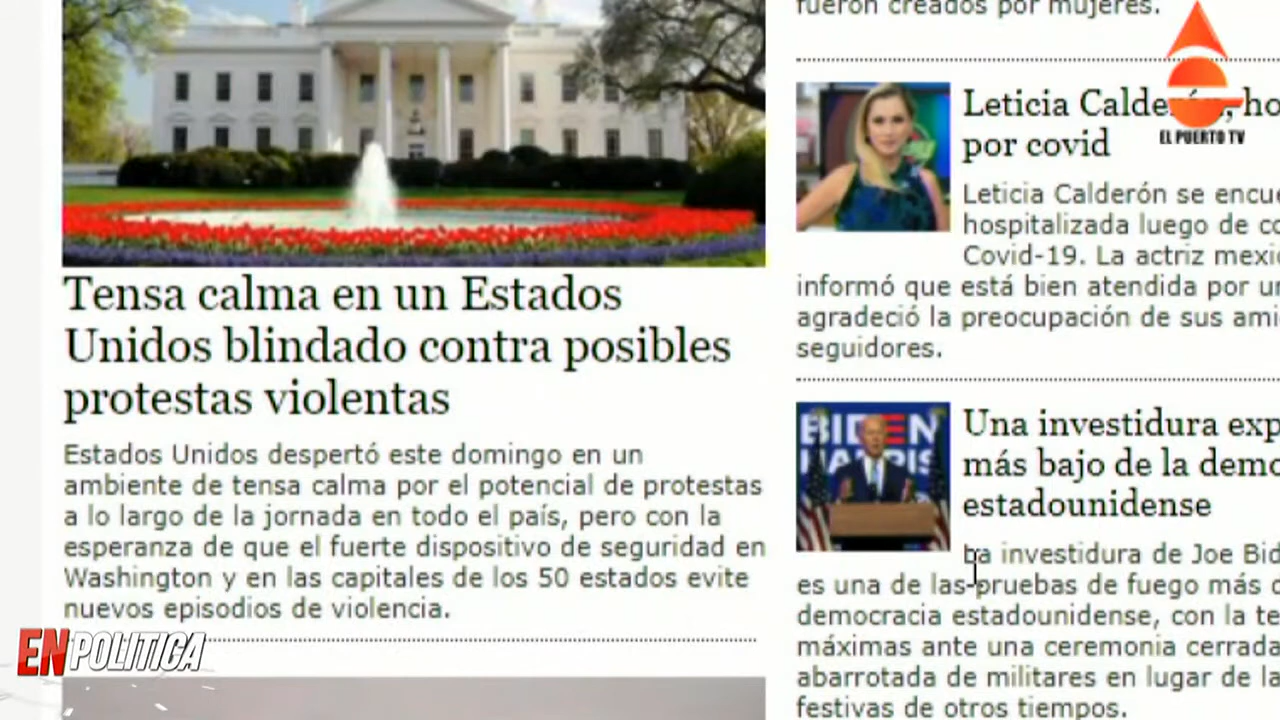 Tensa calma en un Estados
Unidos blindado contra posibles
protestas violentas
Estados Unidos despertó este domingo en un
ambiente de tensa calma por el potencial de protestas
a lo largo de la jornada en todo el país, pero con la
esperanza de que el fuerte dispositivo de seguridad en
Washington y en las capitales de los 50 estados evite
nuevos episodios de violencia.
fueron creados por mujeres.
Leticia Calderón, ho
por covid
Leticia Calderón se encue
hospitalizada luego de co
Covid-19. La actriz mexic
informó que está bien atendida por un
agradeció la preocupación de sus ami
seguidores.
BIDEN
HARRIS
Una investidura exp
más bajo de la demo
estadounidense
La investidura de Joe Bid
es una de las pruebas de fuego más d
democracia estadounidense, con la te
máximas ante una ceremonia cerrada
abarrotada de militares en lugar de la
festivas de otros tiempos.
EL PUERTO TV
EN POLITICA